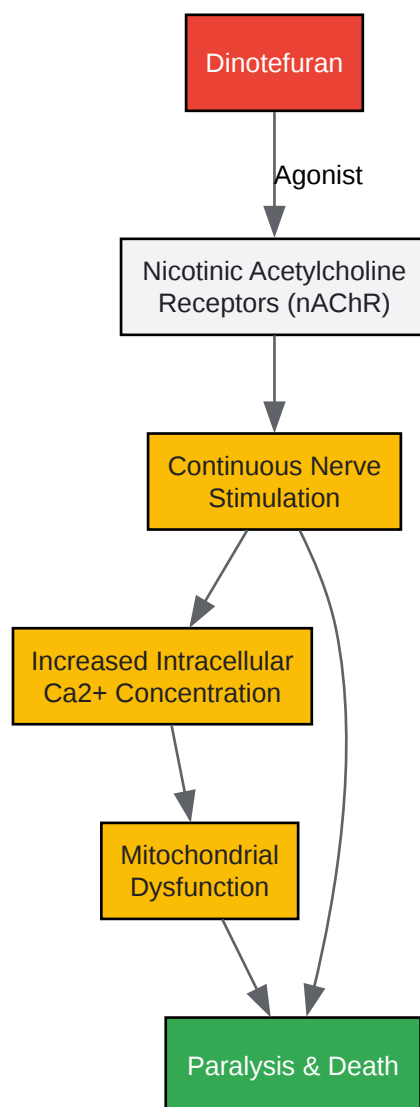 Dinotefuran
Agonist
Nicotinic Acetylcholine
Receptors (nAChR)
Continuous Nerve
Stimulation
Increased Intracellular
Ca2+ Concentration
Mitochondrial
Dysfunction
Paralysis & Death